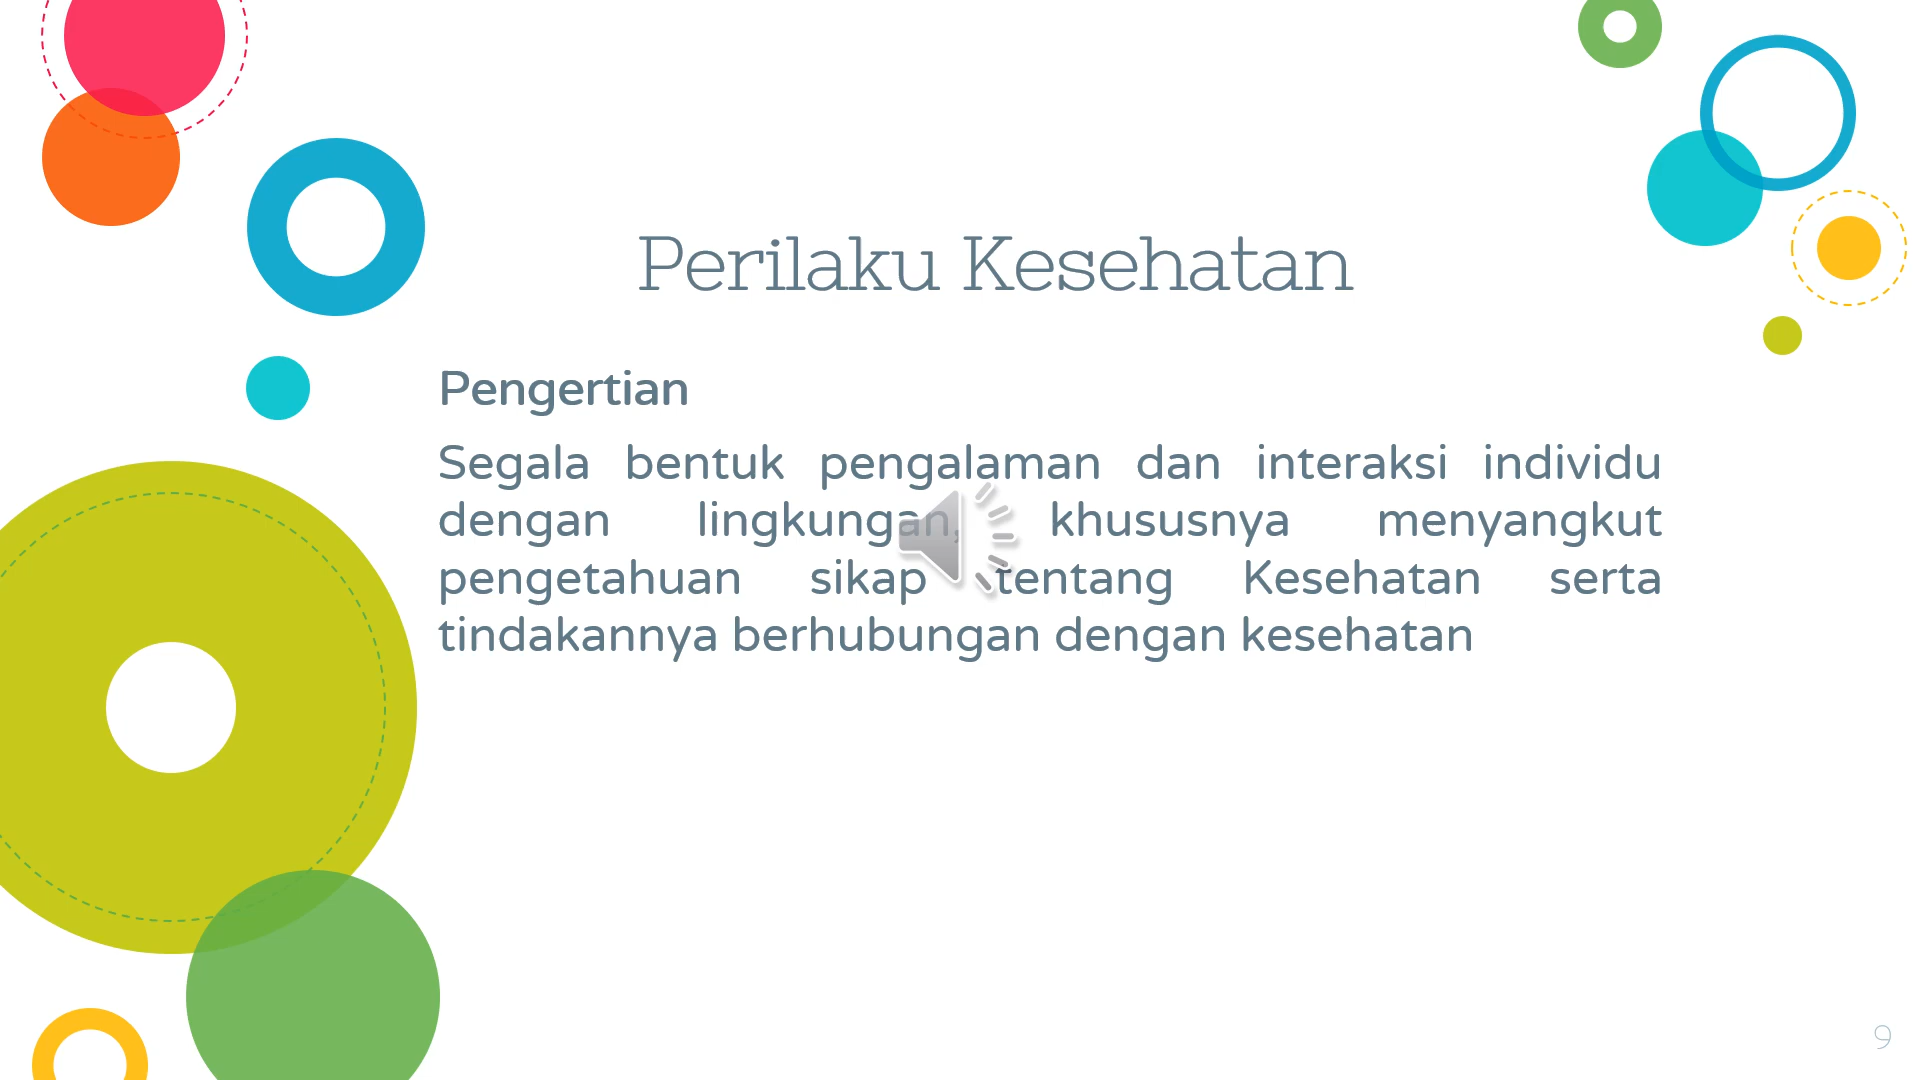 Perilaku Kesehatan
Pengertian
Segala bentuk pengalaman dan interaksi individu
dengan lingkungan, khususnya menyangkut
pengetahuan sikap tentang Kesehatan serta
tindakannya berhubungan dengan kesehatan
9